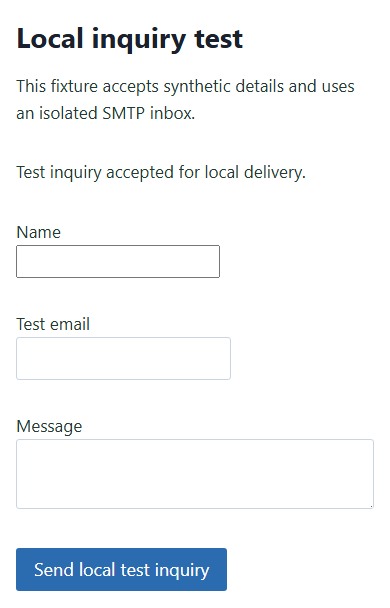 Local inquiry test
This fixture accepts synthetic details and uses
an isolated SMTP inbox.
Test inquiry accepted for local delivery.
Name
Test email
Message
Send local test inquiry